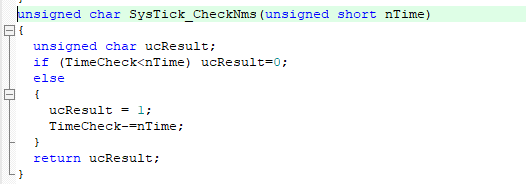 unsigned char SysTick_CheckNms(unsigned short nTime)
{
  unsigned char ucResult;
  if (TimeCheck<nTime) ucResult=0;
  else
  {
    ucResult = 1;
    TimeCheck-=nTime;
  }
  return ucResult;
}